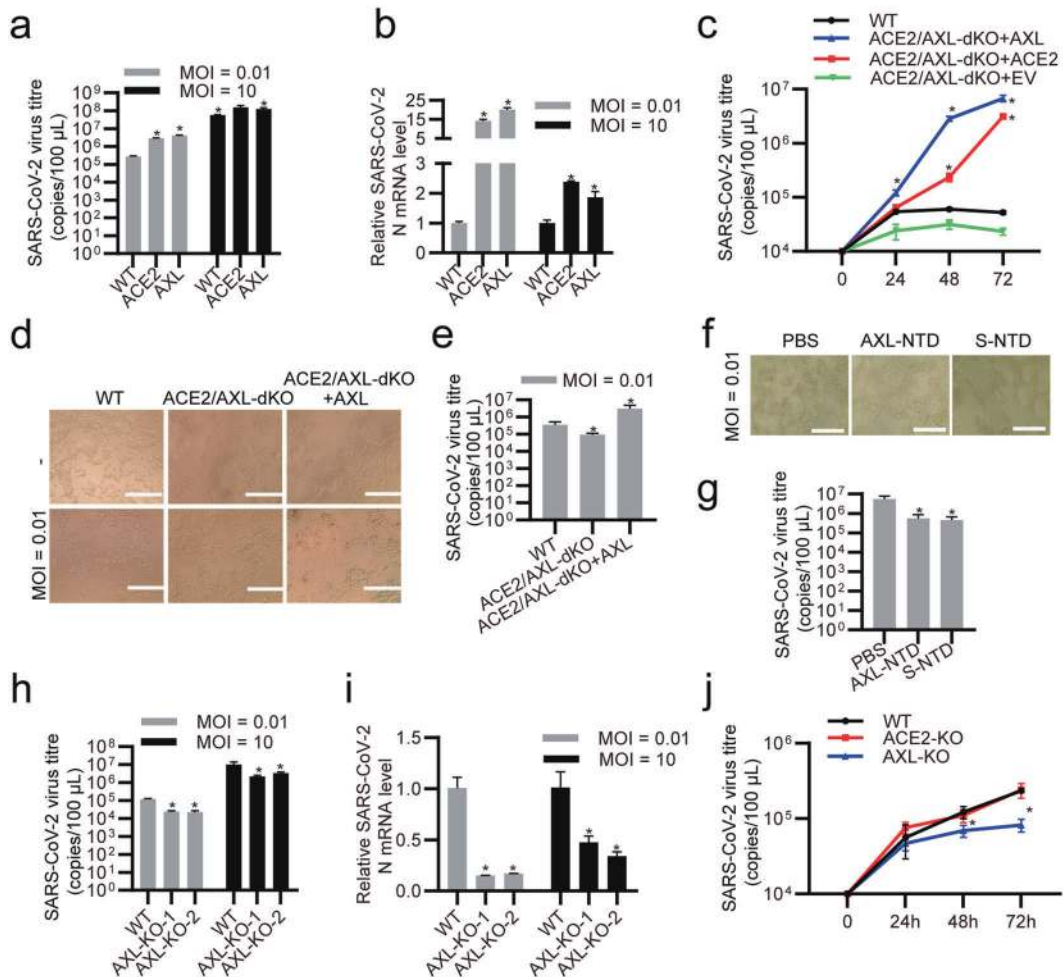 a
MOI = 0.01
MOI = 10
SARS-CoV-2 virus titre
(copies/100 µL)
10⁹
10⁸
10⁷
10⁶
10⁵
10⁴
10³
10²
10¹
10⁰
* * *
WT
ACE2
AXL
WT
ACE2
AXL
b
MOI = 0.01
MOI = 10
Relative SARS-CoV-2
N mRNA level
25
15
3
2
1
0
* * * *
WT
ACE2
AXL
WT
ACE2
AXL
c
WT
ACE2/AXL-dKO+AXL
ACE2/AXL-dKO+ACE2
ACE2/AXL-dKO+EV
SARS-CoV-2 virus titre
(copies/100 µL)
10⁷
10⁶
10⁵
10⁴
* * * * *
0 24 48 72
d
WT
ACE2/AXL-dKO
ACE2/AXL-dKO
+AXL
-
MOI = 0.01
e
MOI = 0.01
SARS-CoV-2 virus titre
(copies/100 µL)
10⁷
10⁶
10⁵
10⁴
10³
10²
10¹
10⁰
* *
WT
ACE2/AXL-dKO
ACE2/AXL-dKO+AXL
f
PBS AXL-NTD S-NTD
MOI = 0.01
g
SARS-CoV-2 virus titre
(copies/100 µL)
10⁷
10⁶
10⁵
10⁴
10³
10²
10¹
10⁰
* *
PBS
AXL-NTD
S-NTD
h
MOI = 0.01
MOI = 10
SARS-CoV-2 virus titre
(copies/100 µL)
10⁸
10⁷
10⁶
10⁵
10⁴
10³
10²
10¹
10⁰
* * * *
WT
AXL-KO-1
AXL-KO-2
WT
AXL-KO-1
AXL-KO-2
i
MOI = 0.01
MOI = 10
Relative SARS-CoV-2
N mRNA level
1.5
1.0
0.5
0.0
* * * *
WT
AXL-KO-1
AXL-KO-2
WT
AXL-KO-1
AXL-KO-2
j
WT
ACE2-KO
AXL-KO
SARS-CoV-2 virus titre
(copies/100 µL)
10⁶
10⁵
10⁴
* *
0 24h 48h 72h